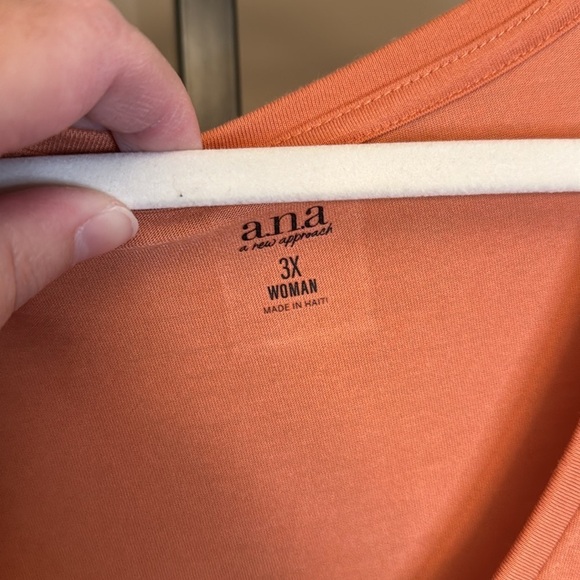 a.n.a
a new approach
3X
WOMAN
MADE IN HAITI